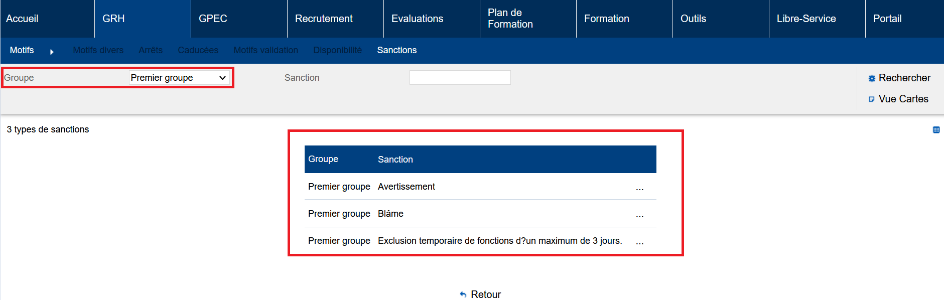 Accueil GRH GPEC Recrutement Evaluations Plan de Formation Formation Outils Libre-Service Portail
Motifs Motifs divers Arrêts Caducées Motifs validation Disponibilité Sanctions
Groupe Premier groupe Sanction Rechercher
Vue Cartes
3 types de sanctions
Groupe Sanction
Premier groupe Avertissement ...
Premier groupe Blâme ...
Premier groupe Exclusion temporaire de fonctions d?un maximum de 3 jours. ...
Retour